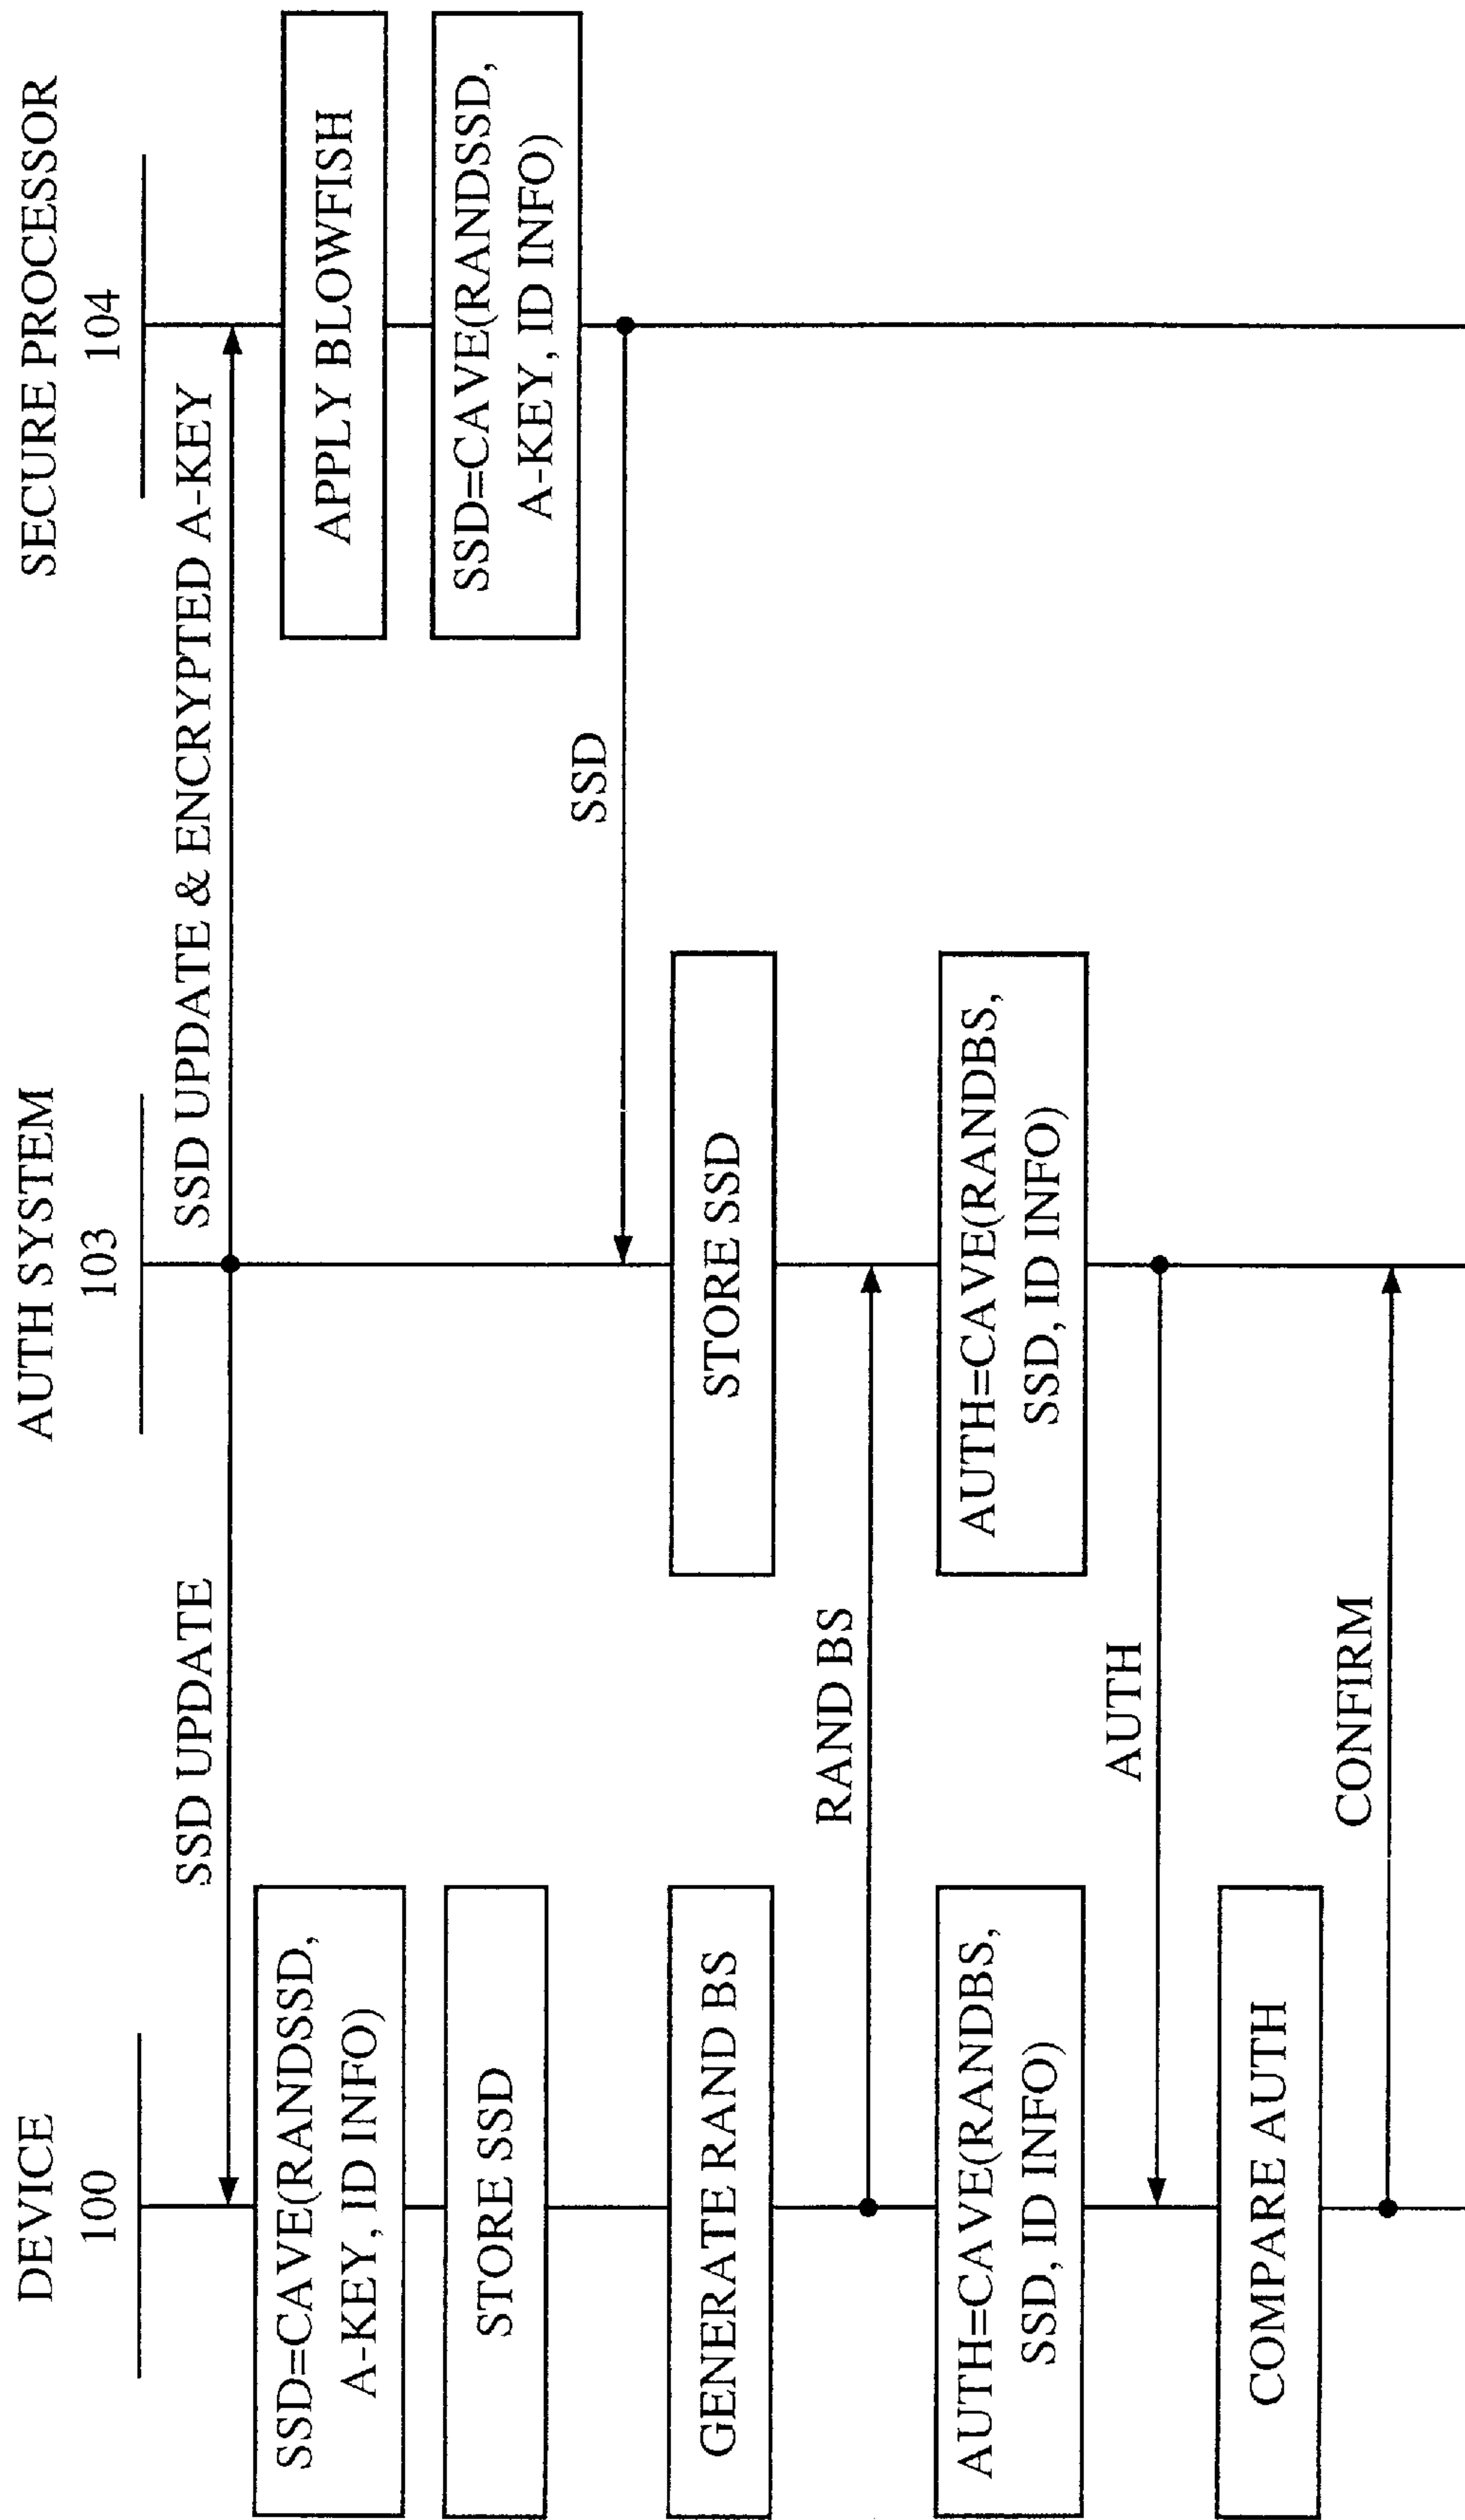 DEVICE
100
AUTH SYSTEM
103
SECURE PROCESSOR
104
SSD UPDATE
SSD UPDATE & ENCRYPTED A-KEY
SSD=CAVE(RANDSSD,
A-KEY, ID INFO)
APPLY BLOWFISH
STORE SSD
SSD=CAVE(RANDSSD,
A-KEY, ID INFO)
SSD
GENERATE RAND BS
STORE SSD
RAND BS
AUTH=CAVE(RANDBS,
SSD, ID INFO)
AUTH=CAVE(RANDBS,
SSD, ID INFO)
AUTH
COMPARE AUTH
CONFIRM